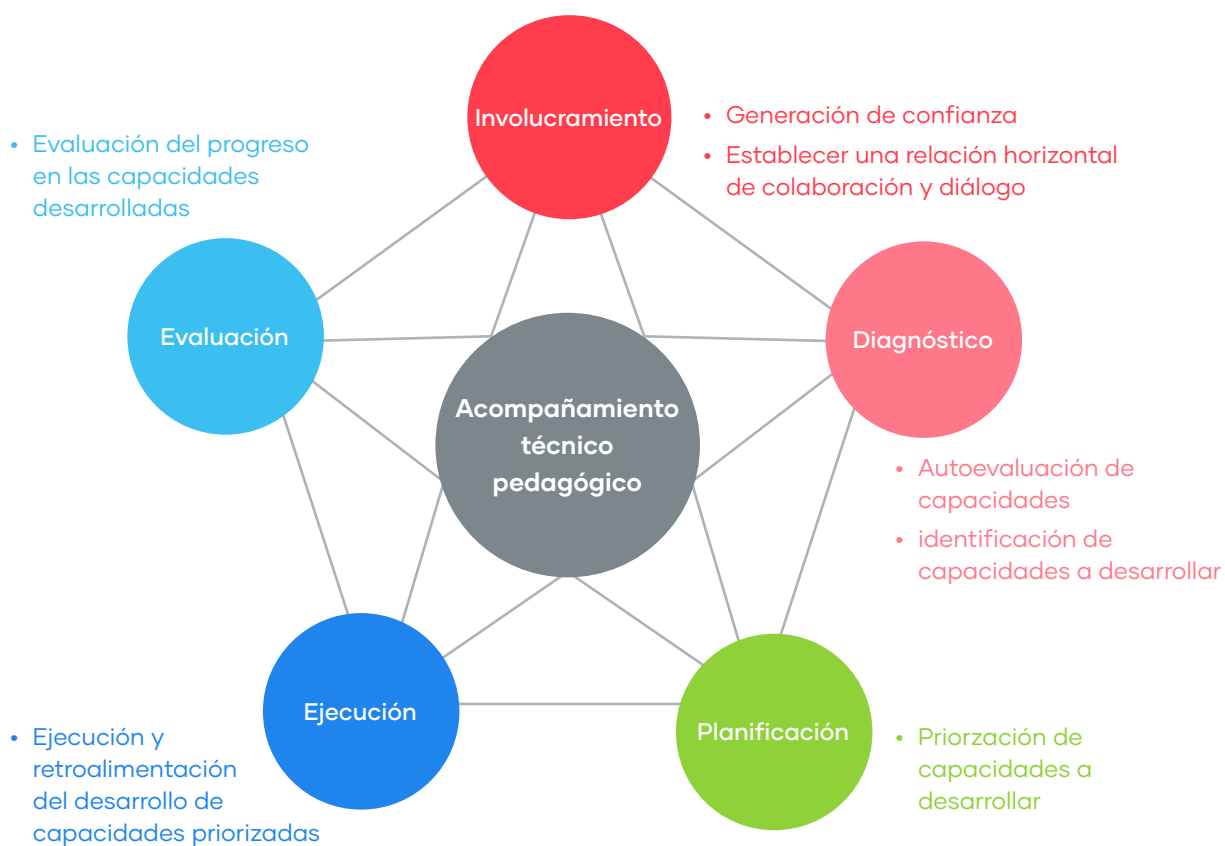 Involucramiento
• Generación de confianza
• Establecer una relación horizontal
de colaboración y diálogo
Diagnóstico
• Autoevaluación de
capacidades
• identificación de
capacidades a desarrollar
Planificación
• Priorzación de
capacidades a
desarrollar
Ejecución
• Ejecución y
retroalimentación
del desarrollo de
capacidades priorizadas
Evaluación
• Evaluación del progreso
en las capacidades
desarrolladas
Acompañamiento
técnico
pedagógico